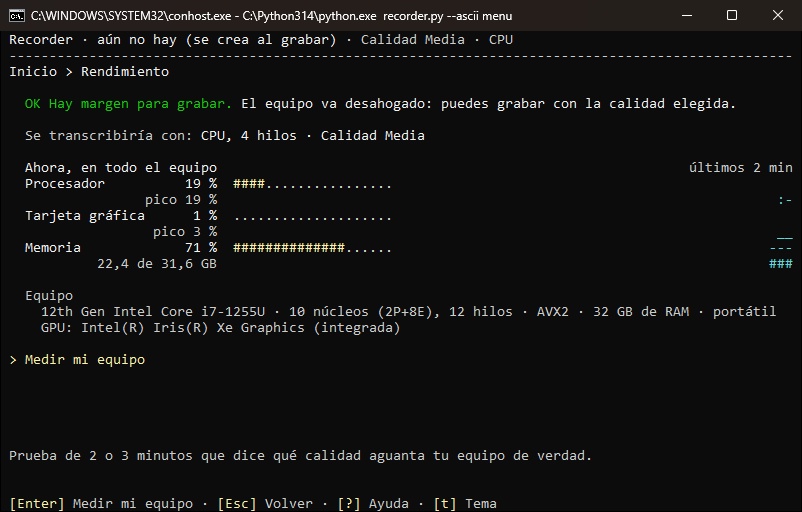 C:\WINDOWS\SYSTEM32\conhost.exe - C:\Python314\python.exe recorder.py --ascii menu
Recorder · aún no hay (se crea al grabar) · Calidad Media · CPU
--------------------------------------------------------------------------------------------------
Inicio > Rendimiento
OK Hay margen para grabar. El equipo va desahogado: puedes grabar con la calidad elegida.
Se transcribiría con: CPU, 4 hilos · Calidad Media
Ahora, en todo el equipo últimos 2 min
Procesador 19 % ####................
pico 19 % :-
Tarjeta gráfica 1 % ....................
pico 3 % __
Memoria 71 % ##############...... ---
22,4 de 31,6 GB ###
Equipo
12th Gen Intel Core i7-1255U · 10 núcleos (2P+8E), 12 hilos · AVX2 · 32 GB de RAM · portátil
GPU: Intel(R) Iris(R) Xe Graphics (integrada)
> Medir mi equipo
Prueba de 2 o 3 minutos que dice qué calidad aguanta tu equipo de verdad.
[Enter] Medir mi equipo · [Esc] Volver · [?] Ayuda · [t] Tema